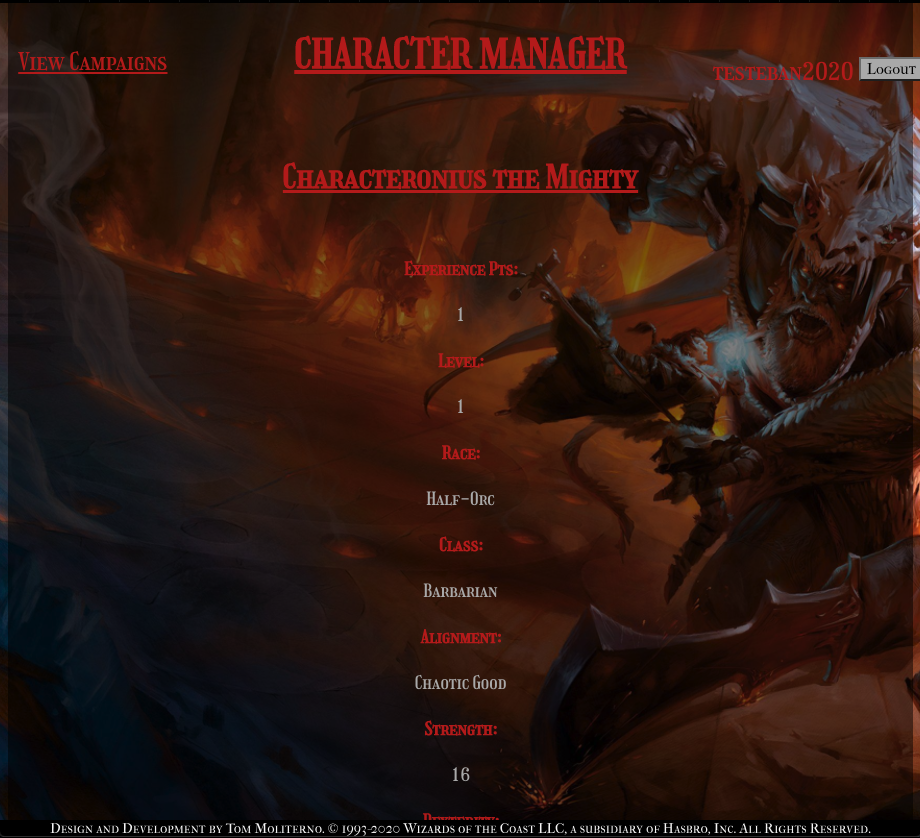 View Campaigns
CHARACTER MANAGER
testeban2020
Logout
Characteronius the Mighty
Experience Pts:
1
Level:
1
Race:
Half-Orc
Class:
Barbarian
Alignment:
Chaotic Good
Strength:
16
Dexterity:
Design and Development by Tom Moliterno. © 1993-2020 Wizards of the Coast LLC, a subsidiary of Hasbro, Inc. All Rights Reserved.